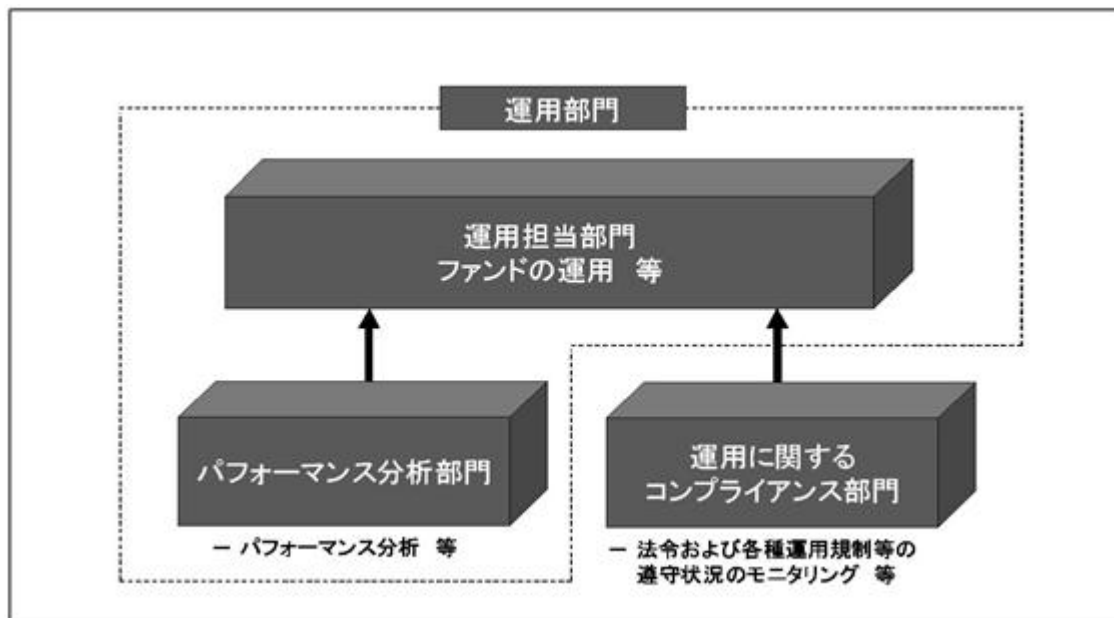 運用部門
運用担当部門
ファンドの運用 等
パフォーマンス分析部門
－ パフォーマンス分析 等
運用に関する
コンプライアンス部門
－ 法令および各種運用規制等の
遵守状況のモニタリング 等